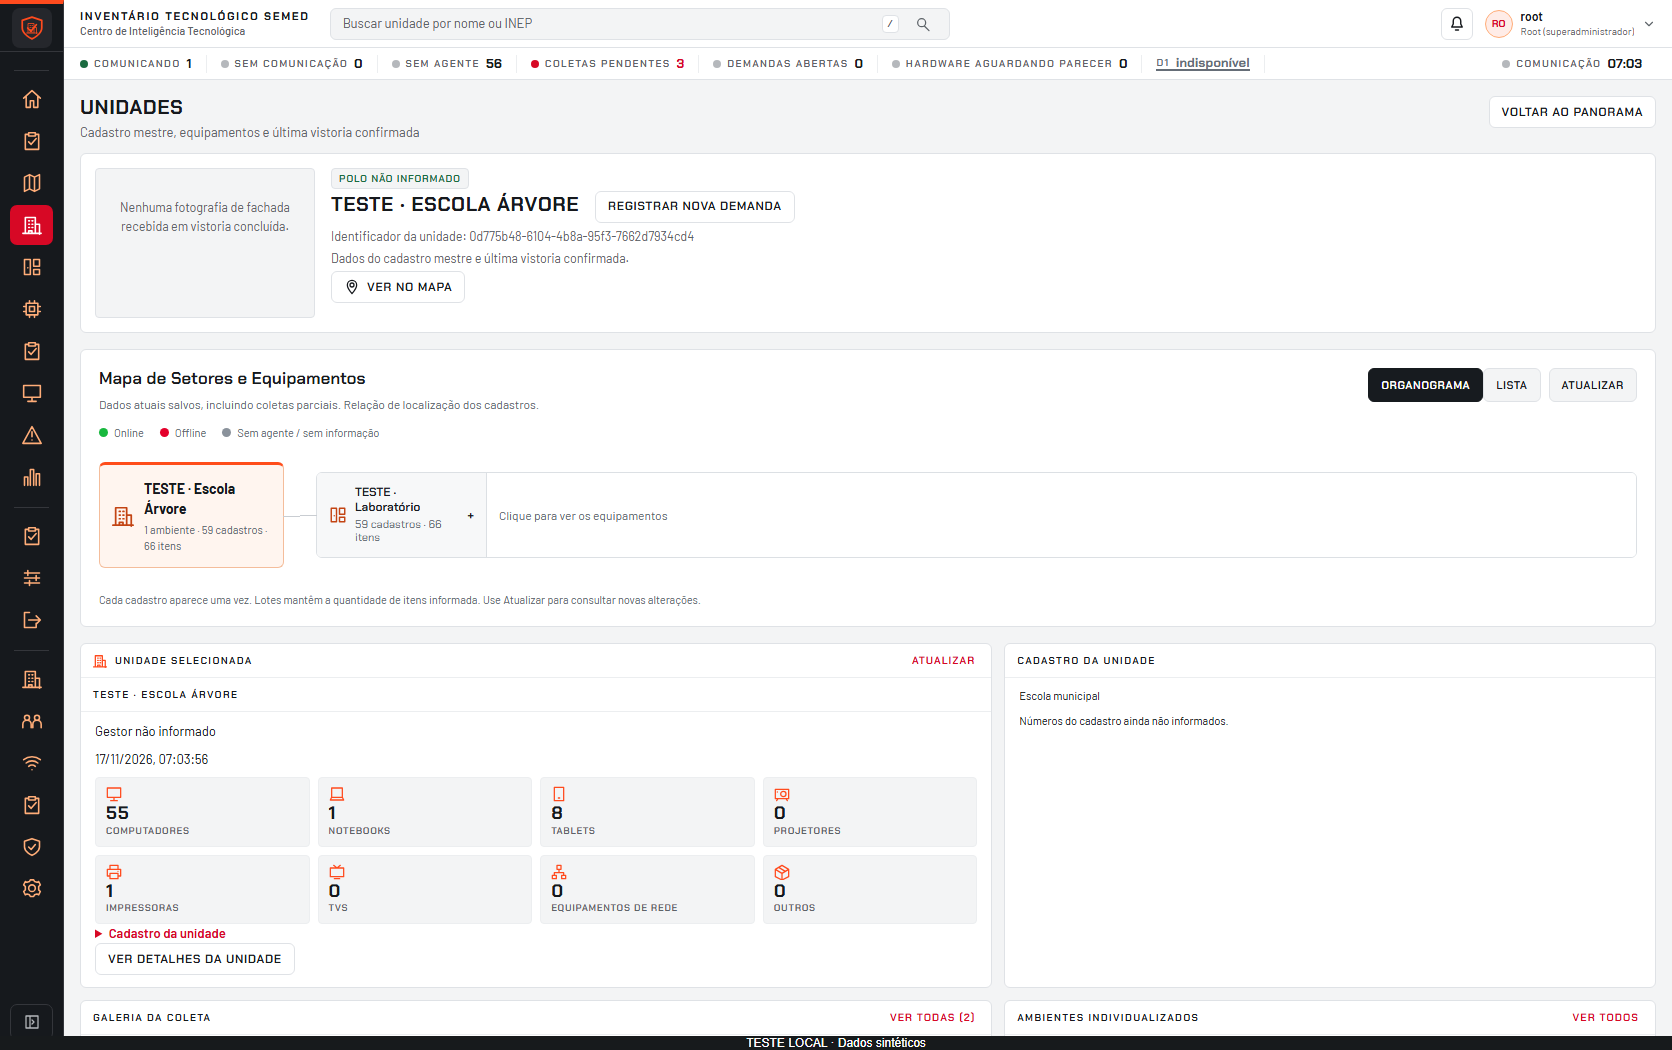 INVENTÁRIO TECNOLÓGICO SEMED
Centro de Inteligência Tecnológica
Buscar unidade por nome ou INEP
/
RO
root
Root (superadministrador)
COMUNICANDO 1
SEM COMUNICAÇÃO 0
SEM AGENTE 56
COLETAS PENDENTES 3
DEMANDAS ABERTAS 0
HARDWARE AGUARDANDO PARECER 0
D1 indisponível
COMUNICAÇÃO 07:03
UNIDADES
Cadastro mestre, equipamentos e última vistoria confirmada
VOLTAR AO PANORAMA
Nenhuma fotografia de fachada
recebida em vistoria concluída.
POLO NÃO INFORMADO
TESTE · ESCOLA ÁRVORE
REGISTRAR NOVA DEMANDA
Identificador da unidade: 0d775b48-6104-4b8a-95f3-7662d7934cd4
Dados do cadastro mestre e última vistoria confirmada.
VER NO MAPA
Mapa de Setores e Equipamentos
Dados atuais salvos, incluindo coletas parciais. Relação de localização dos cadastros.
ORGANOGRAMA
LISTA
ATUALIZAR
Online
Offline
Sem agente / sem informação
TESTE · Escola
Árvore
1 ambiente · 59 cadastros ·
66 itens
TESTE ·
Laboratório
59 cadastros · 66
itens
+
Clique para ver os equipamentos
Cada cadastro aparece uma vez. Lotes mantêm a quantidade de itens informada. Use Atualizar para consultar novas alterações.
UNIDADE SELECIONADA
ATUALIZAR
TESTE · ESCOLA ÁRVORE
Gestor não informado
17/11/2026, 07:03:56
55
COMPUTADORES
1
NOTEBOOKS
8
TABLETS
0
PROJETORES
1
IMPRESSORAS
0
TVS
0
EQUIPAMENTOS DE REDE
0
OUTROS
Cadastro da unidade
VER DETALHES DA UNIDADE
CADASTRO DA UNIDADE
Escola municipal
Números do cadastro ainda não informados.
GALERIA DA COLETA
VER TODAS (2)
AMBIENTES INDIVIDUALIZADOS
VER TODOS
TESTE LOCAL · Dados sintéticos